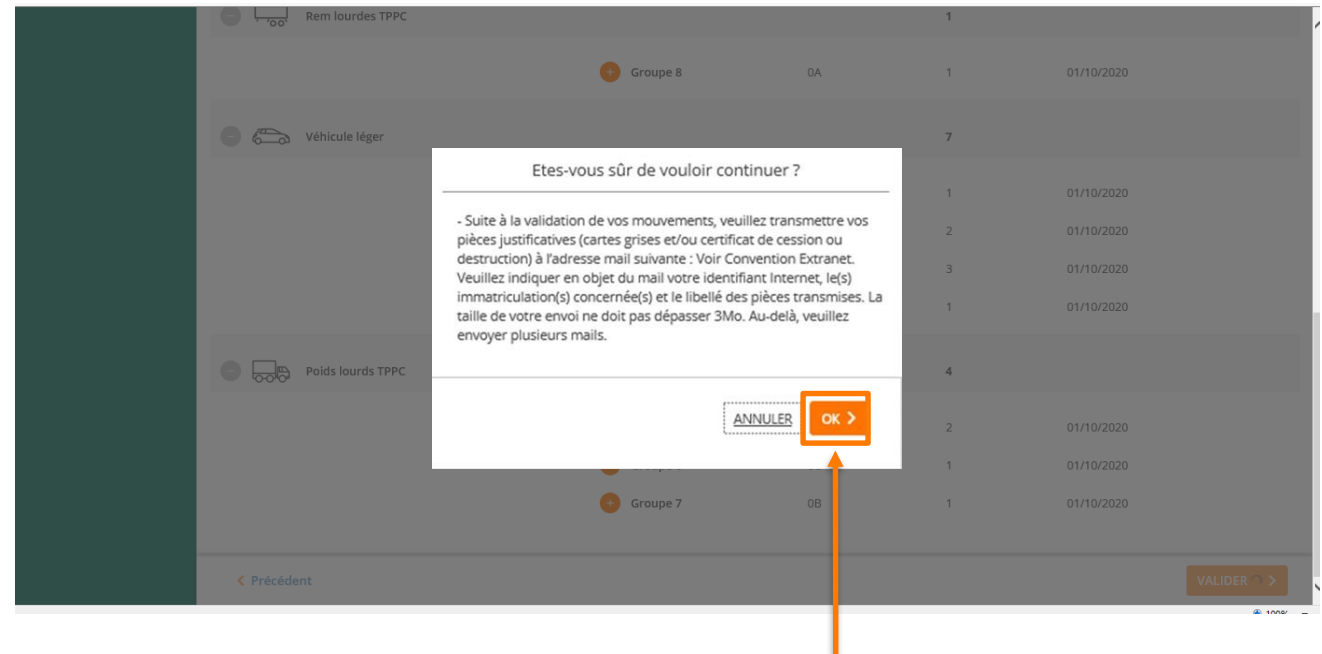 Rem lourdes TPPC 1
Groupe 8 0A 1 01/10/2020
Véhicule léger 7
Etes-vous sûr de vouloir continuer ?
1 01/10/2020
- Suite à la validation de vos mouvements, veuillez transmettre vos
pièces justificatives (cartes grises et/ou certificat de cession ou
2 01/10/2020
destruction) à l'adresse mail suivante : Voir Convention Extranet.
Veuillez indiquer en objet du mail votre identifiant Internet, le(s)
3 01/10/2020
immatriculation(s) concernée(s) et le libellé des pièces transmises. La
1 01/10/2020
taille de votre envoi ne doit pas dépasser 3Mo. Au-delà, veuillez
envoyer plusieurs mails.
Poids lourds TPPC 4
ANNULER OK
2 01/10/2020
1 01/10/2020
Groupe 7 0B 1 01/10/2020
Précédent VALIDER
100%